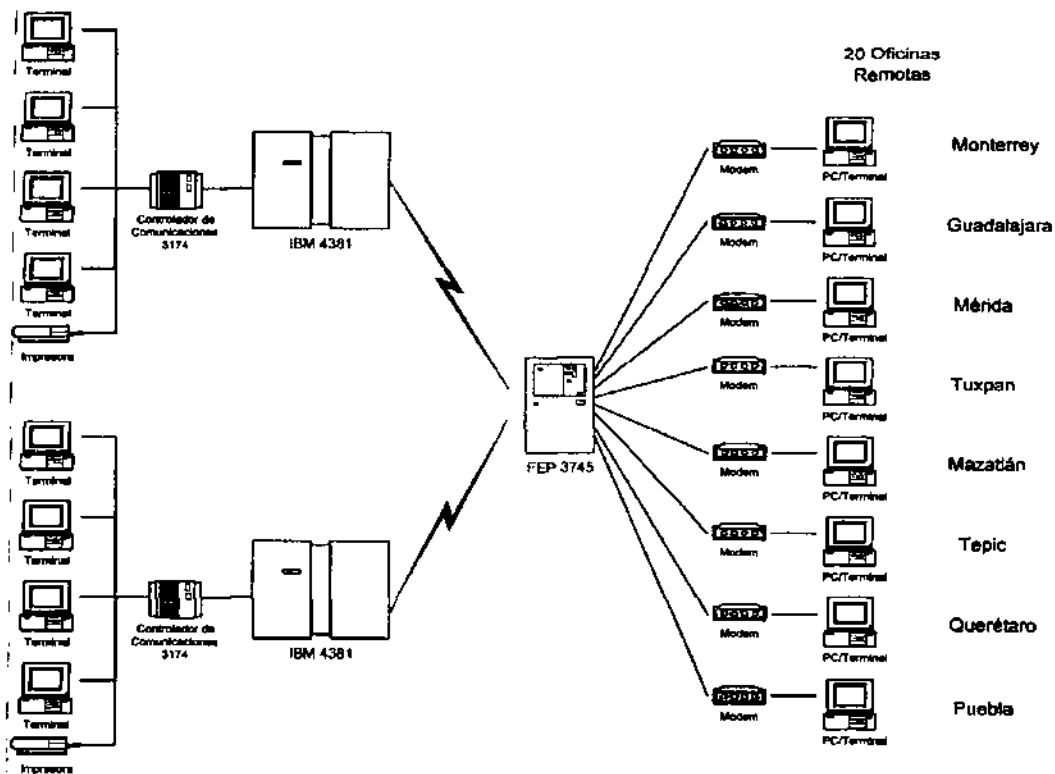 Terminal
Terminal
Terminal
Terminal
Impresora
Controlador de
Comunicaciones
3174
IBM 4381
Terminal
Terminal
Terminal
Terminal
Impresora
Controlador de
Comunicaciones
3174
IBM 4381
FEP 3745
20 Oficinas
Remotas
Modem
PC/Terminal
Monterrey
Modem
PC/Terminal
Guadalajara
Modem
PC/Terminal
Mérida
Modem
PC/Terminal
Tuxpan
Modem
PC/Terminal
Mazatlán
Modem
PC/Terminal
Tepic
Modem
PC/Terminal
Querétaro
Modem
PC/Terminal
Puebla